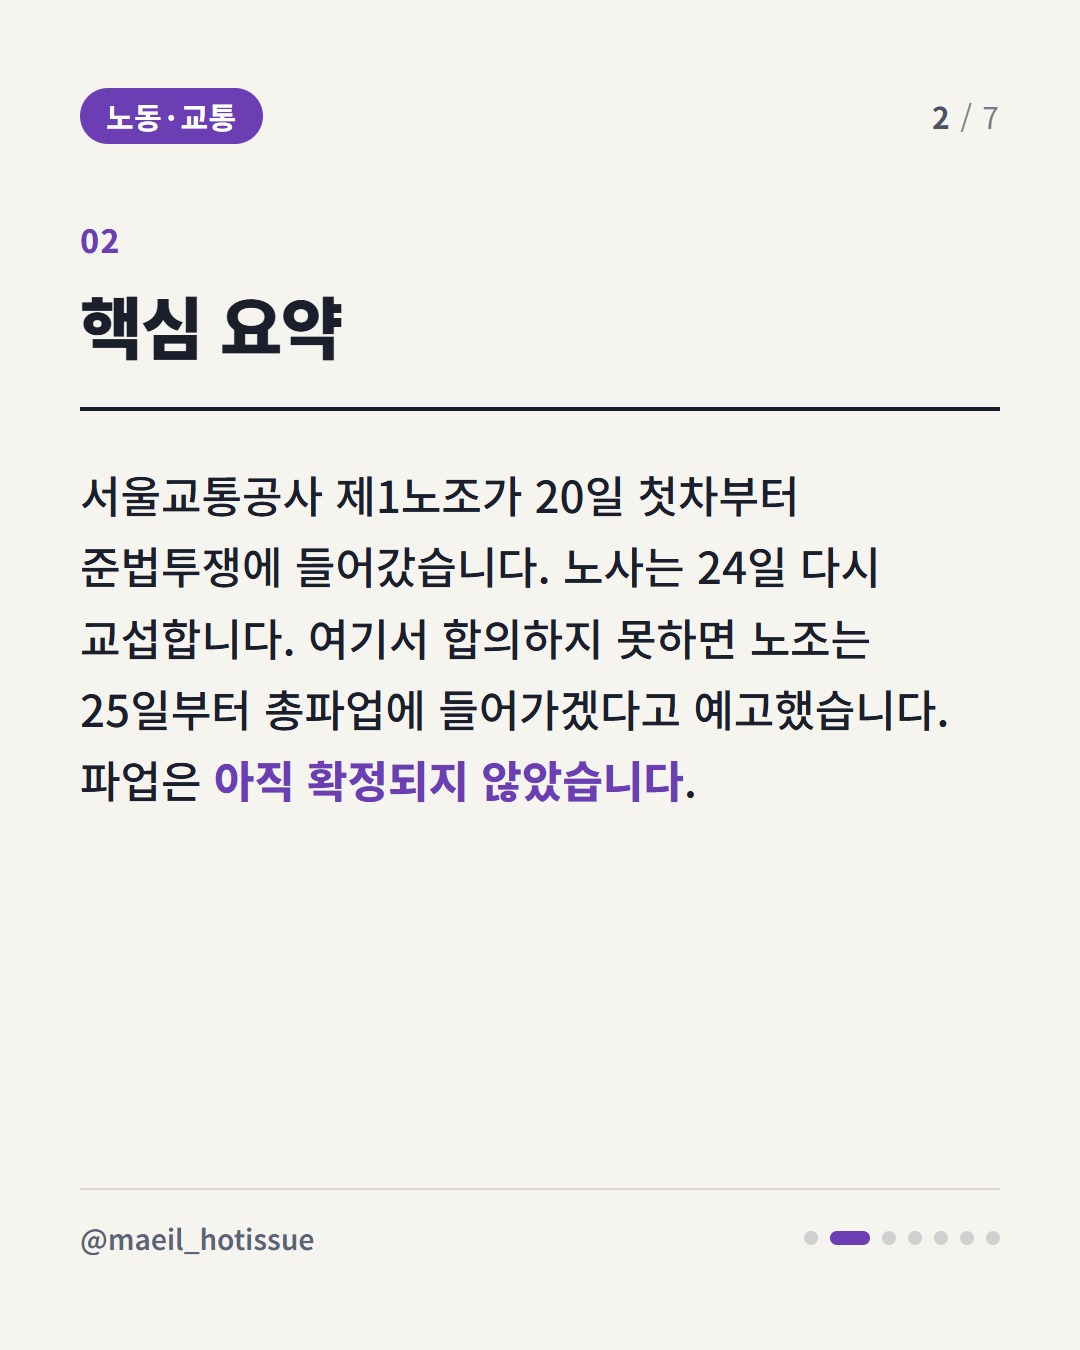 노동·교통
2 / 7
02
핵심 요약
서울교통공사 제1노조가 20일 첫차부터
준법투쟁에 들어갔습니다. 노사는 24일 다시
교섭합니다. 여기서 합의하지 못하면 노조는
25일부터 총파업에 들어가겠다고 예고했습니다.
파업은 아직 확정되지 않았습니다.
@maeil_hotissue